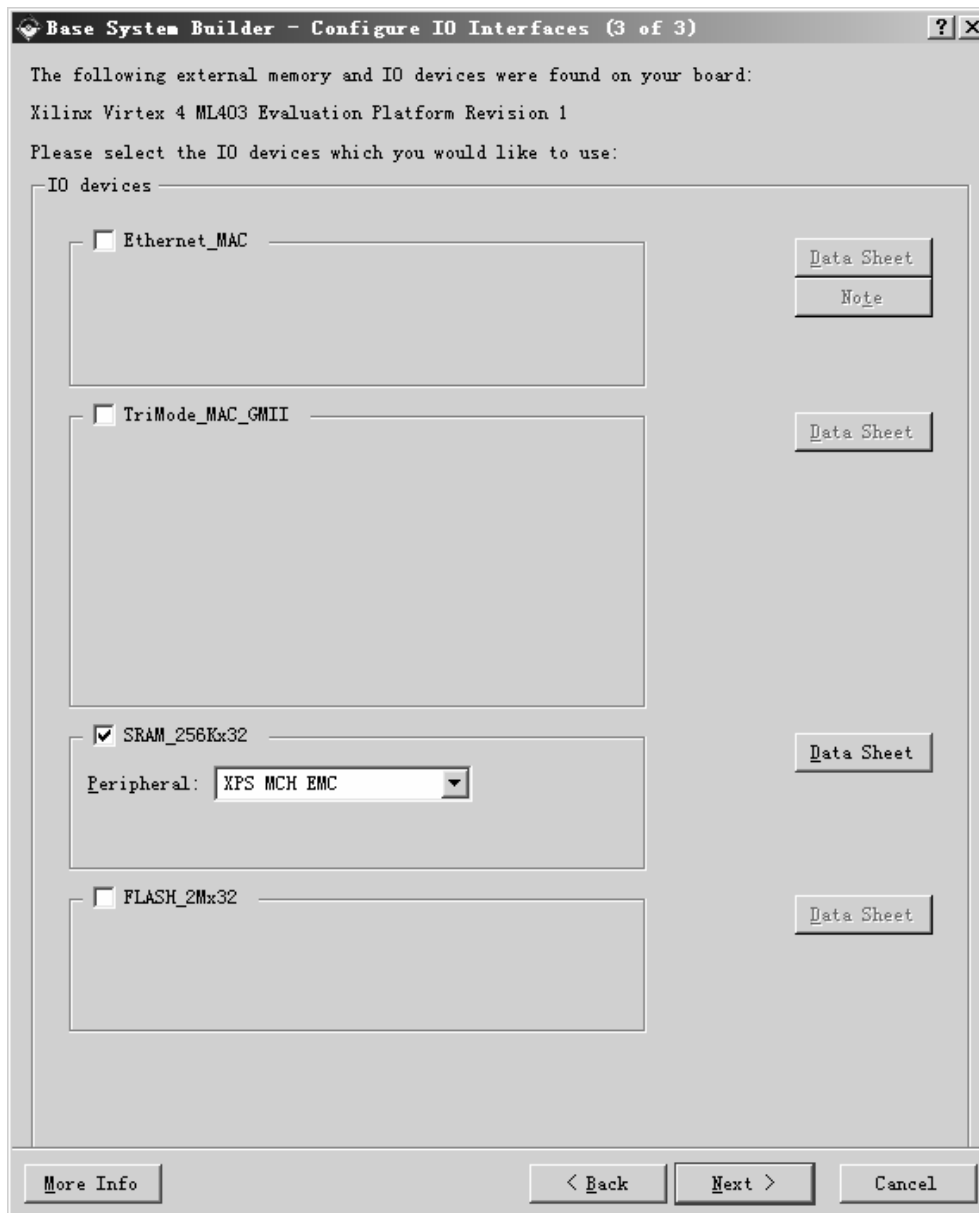 Base System Builder - Configure IO Interfaces (3 of 3)
The following external memory and IO devices were found on your board:
Xilinx Virtex 4 ML403 Evaluation Platform Revision 1
Please select the IO devices which you would like to use:
IO devices
Ethernet_MAC
Data Sheet
Note
TriMode_MAC_GMII
Data Sheet
SRAM_256Kx32
Data Sheet
Peripheral: XPS MCH EMC
FLASH_2Mx32
Data Sheet
More Info < Back Next > Cancel